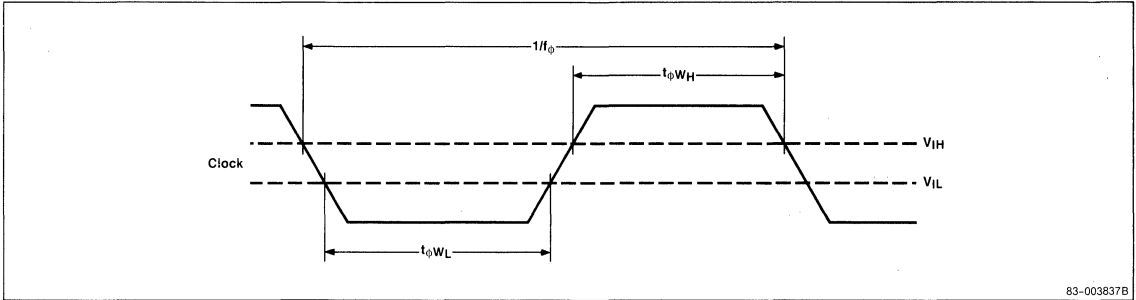 1/fφ
tφWH
VIH
Clock
VIL
tφWL
83-003837B